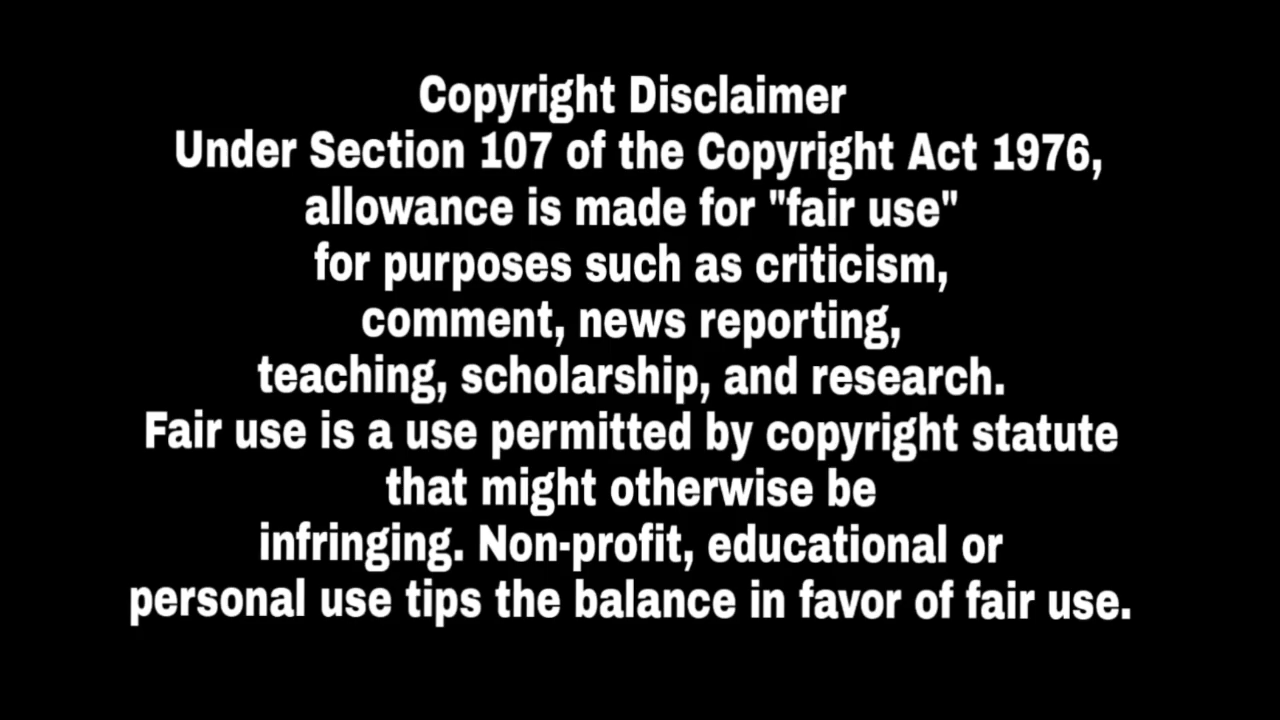 Copyright Disclaimer
Under Section 107 of the Copyright Act 1976,
allowance is made for "fair use"
for purposes such as criticism,
comment, news reporting,
teaching, scholarship, and research.
Fair use is a use permitted by copyright statute
that might otherwise be
infringing. Non-profit, educational or
personal use tips the balance in favor of fair use.